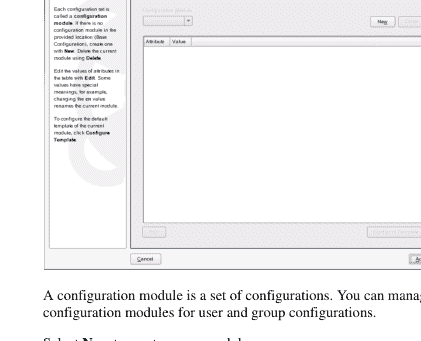 Each configuration set is
called a configuration
module. If there is no
configuration module in the
provided location (Base
Configuration), create one
with New. Delete the current
module using Delete.
Edit the values of attributes in
the table with Edit. Some
values have special
meanings, for example,
changing the cn value
renames the current module.
To configure the default
template of the current
module, click Configure
Template.
New
Attribute Value
Cancel
A configuration module is a set of configurations. You can
configuration modules for user and group configurations.